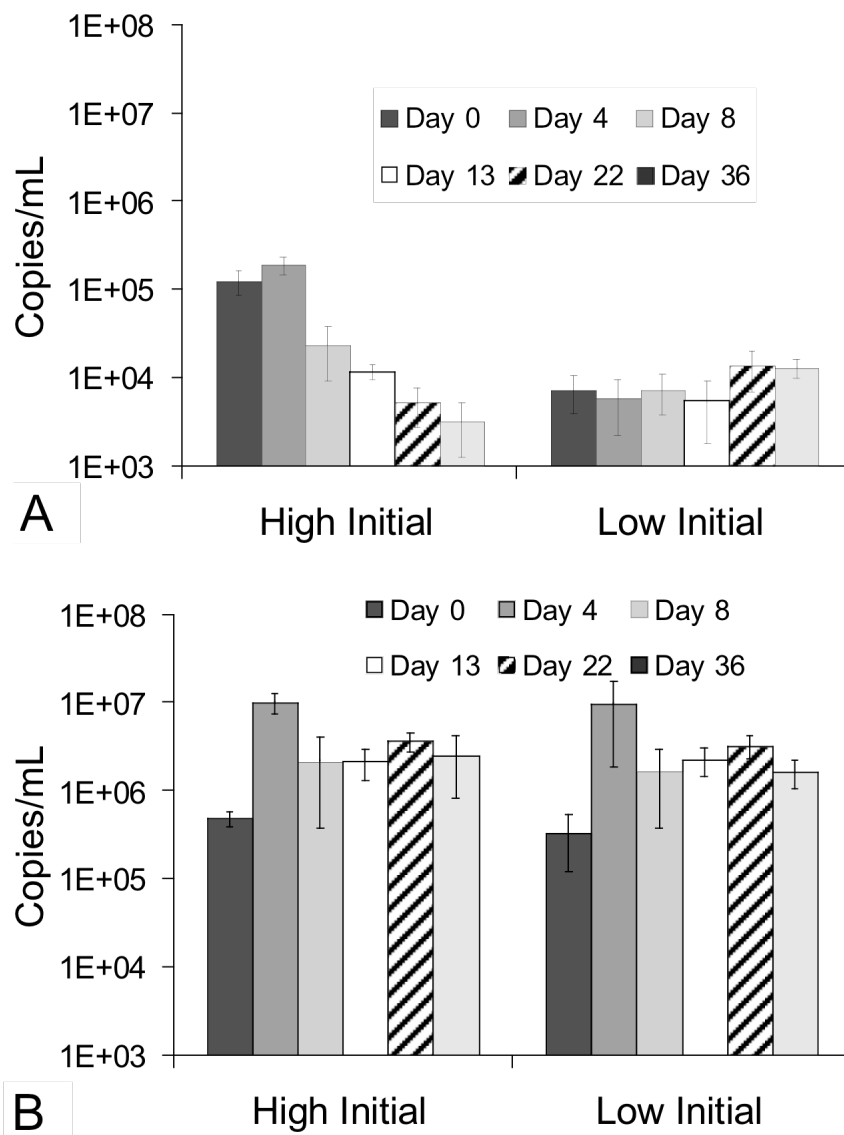 1E+08
1E+07
1E+06
1E+05
1E+04
1E+03
Copies/mL
Day 0 Day 4 Day 8
Day 13 Day 22 Day 36
High Initial Low Initial
A
1E+08
1E+07
1E+06
1E+05
1E+04
1E+03
Copies/mL
Day 0 Day 4 Day 8
Day 13 Day 22 Day 36
High Initial Low Initial
B